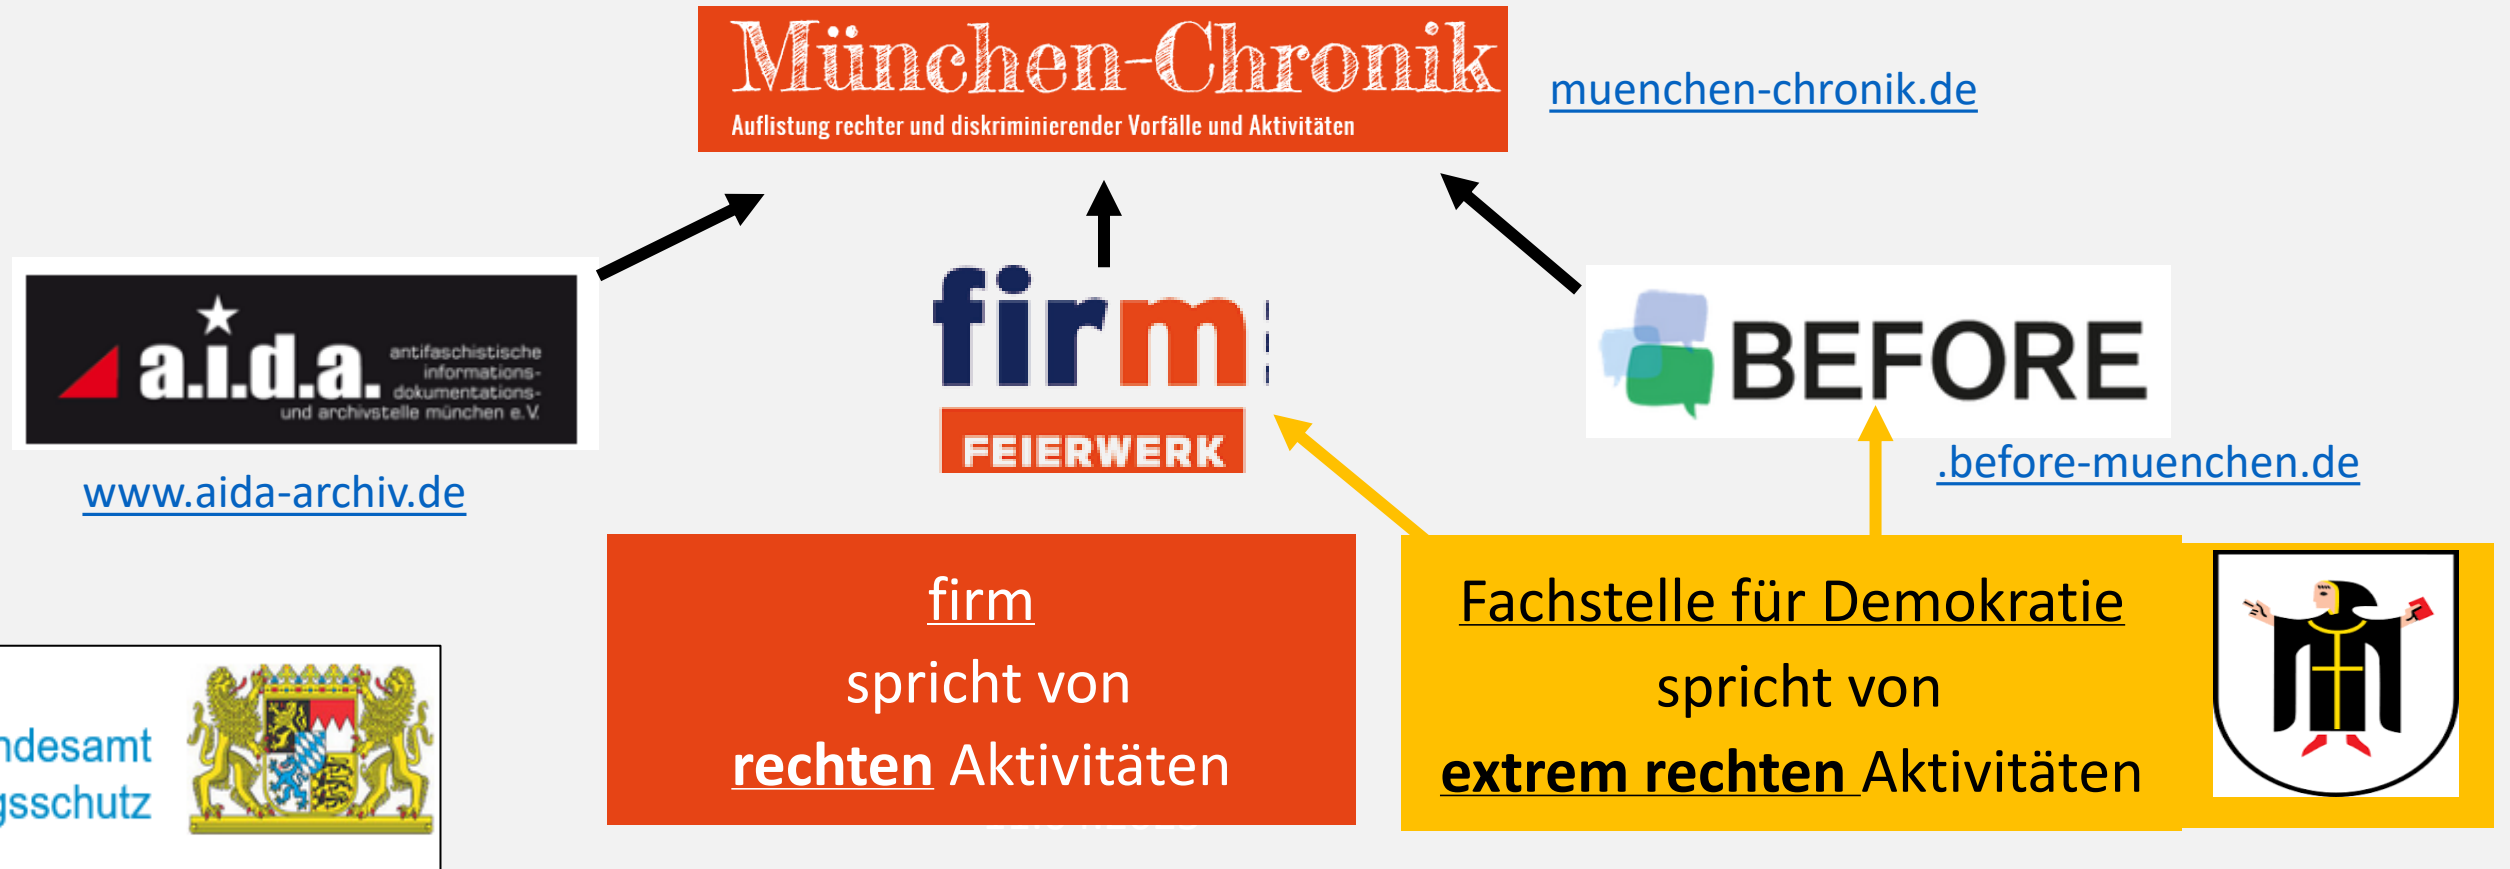 München-Chronik
Auflistung rechter und diskriminierender Vorfälle und Aktivitäten
muenchen-chronik.de
a.i.d.a.
antifaschistische
informations-
dokumentations-
und archivstelle münchen e.V.
www.aida-archiv.de
firm
FEIERWERK
BEFORE
.before-muenchen.de
firm
spricht von
rechten Aktivitäten
Fachstelle für Demokratie
spricht von
extrem rechten Aktivitäten
ndesamt
gsschutz